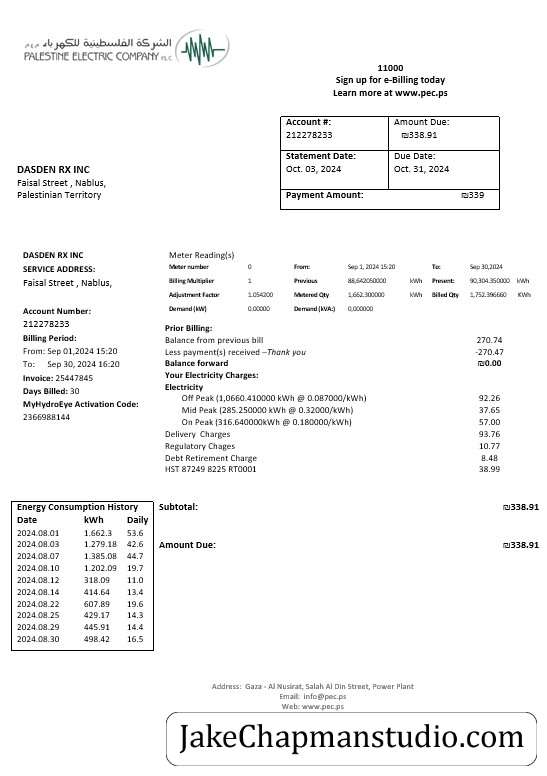 الشركة الفلسطينية للكهرباء م.ع.م
PALESTINE ELECTRIC COMPANY PLC
11000
Sign up for e-Billing today
Learn more at www.pec.ps
Account #: Amount Due:
212278233 ₪338.91
Statement Date: Due Date:
Oct. 03, 2024 Oct. 31, 2024
Payment Amount: ₪339
DASDEN RX INC
Faisal Street , Nablus,
Palestinian Territory
DASDEN RX INC
SERVICE ADDRESS:
Faisal Street , Nablus,
Account Number:
212278233
Billing Period:
From: Sep 01,2024 15:20
To: Sep 30, 2024 16:20
Invoice: 25447845
Days Billed: 30
MyHydroEye Activation Code:
2366988144
Meter Reading(s)
Meter number 0 From: Sep 1, 2024 15:20 To: Sep 30,2024
Billing Multiplier 1 Previous 88,642050000 kWh Present: 90,304.350000 kWh
Adjustment Factor 1.054200 Metered Qty 1,662.300000 kWh Billed Qty 1,752.396660 KWh
Demand (kW) 0,00000 Demand (kVA:) 0,000000
Prior Billing:
Balance from previous bill 270.74
Less payment(s) received –Thank you -270.47
Balance forward ₪0.00
Your Electricity Charges:
Electricity
Off Peak (1,0660.410000 kWh @ 0.087000/kWh) 92.26
Mid Peak (285.250000 kWh @ 0.32000/kWh) 37.65
On Peak (316.640000kWh @ 0.180000/kWh) 57.00
Delivery Charges 93.76
Regulatory Chages 10.77
Debt Retirement Charge 8.48
HST 87249 8225 RT0001 38.99
Energy Consumption History
Date kWh Daily
2024.08.01 1.662.3 53.6
2024.08.03 1.279.18 42.6
2024.08.07 1.385.08 44.7
2024.08.10 1.202.09 19.7
2024.08.12 318.09 11.0
2024.08.14 414.64 13.4
2024.08.22 607.89 19.6
2024.08.25 429.17 14.3
2024.08.29 445.91 14.4
2024.08.30 498.42 16.5
Subtotal: ₪338.91
Amount Due: ₪338.91
Address: Gaza - Al Nusirat, Salah Al Din Street, Power Plant
Email: info@pec.ps
Web: www.pec.ps
JakeChapmanstudio.com